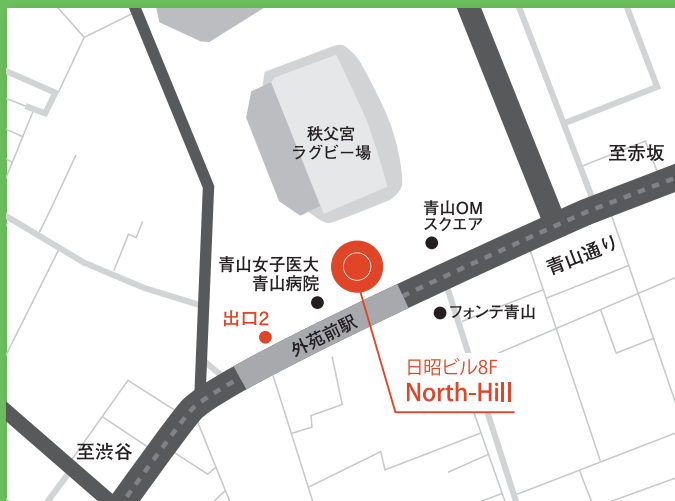 秩父宮
ラグビー場
至赤坂
青山OM
スクエア
青山通り
青山女子医大
青山病院
出口2
外苑前駅
フォンテ青山
日昭ビル8F
North-Hill
至渋谷